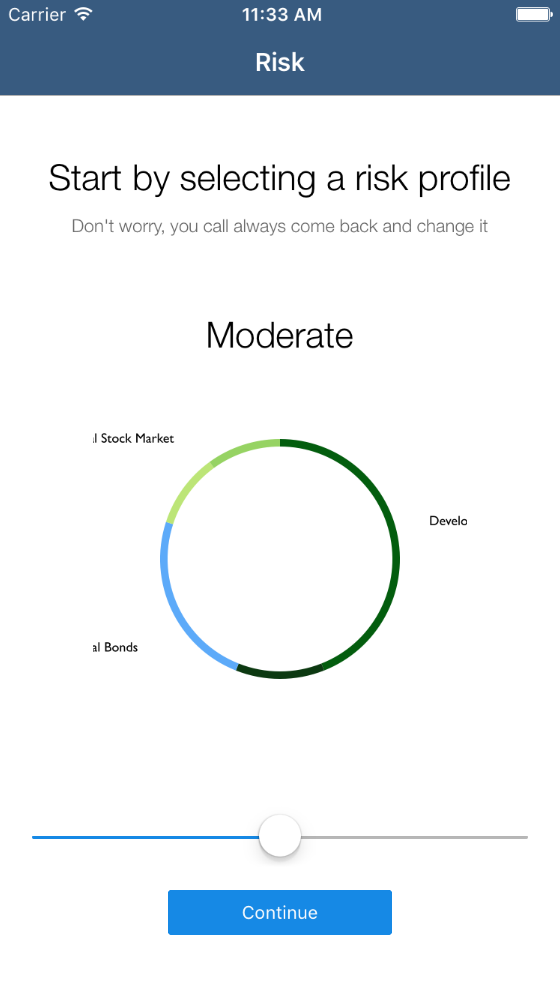 Carrier 11:33 AM
Risk
Start by selecting a risk profile
Don't worry, you call always come back and change it
Moderate
l Stock Market
Develo
al Bonds
Continue